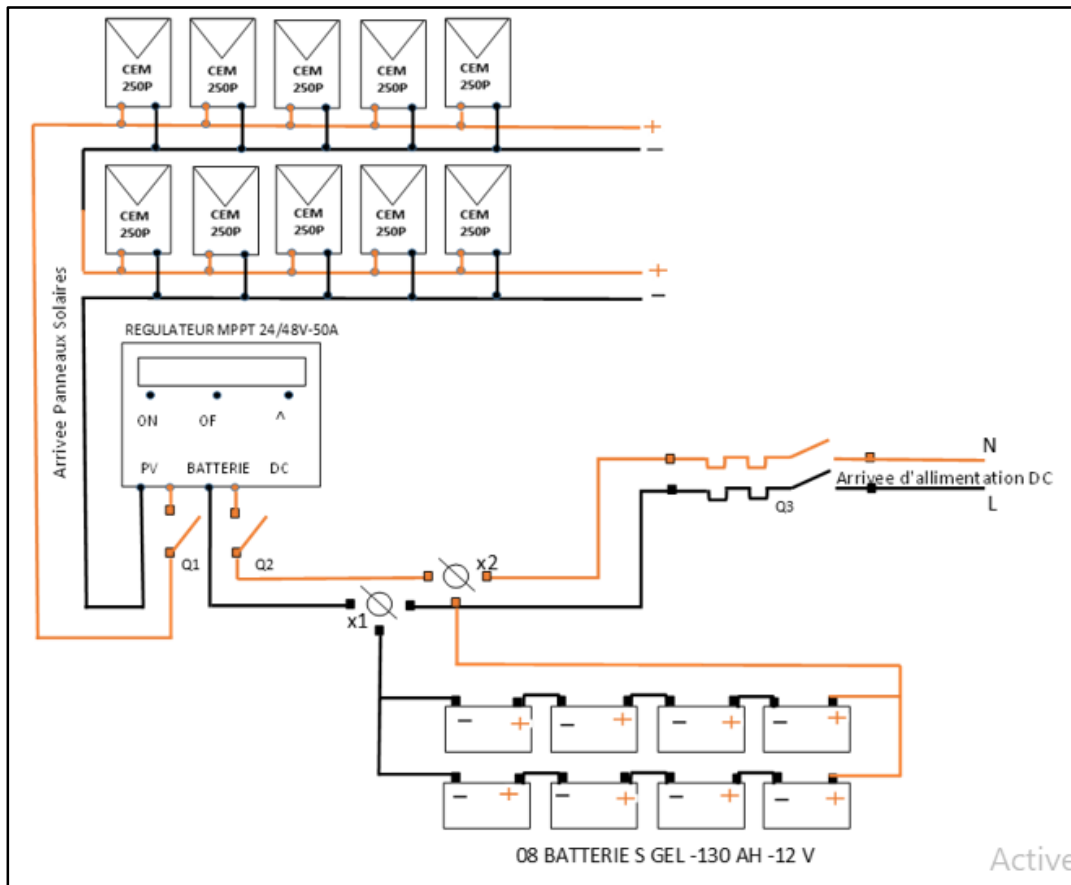 CEM 250P
CEM 250P
CEM 250P
CEM 250P
CEM 250P
+
−
CEM 250P
CEM 250P
CEM 250P
CEM 250P
CEM 250P
+
−
Arrivee Panneaux Solaires
REGULATEUR MPPT 24/48V-50A
ON OF ^
PV BATTERIE DC
Q1
Q2
N
Arrivee d'allimentation DC
L
Q3
x2
x1
− + − + − + − +
− + − + − + − +
08 BATTERIE S GEL -130 AH -12 V
Active